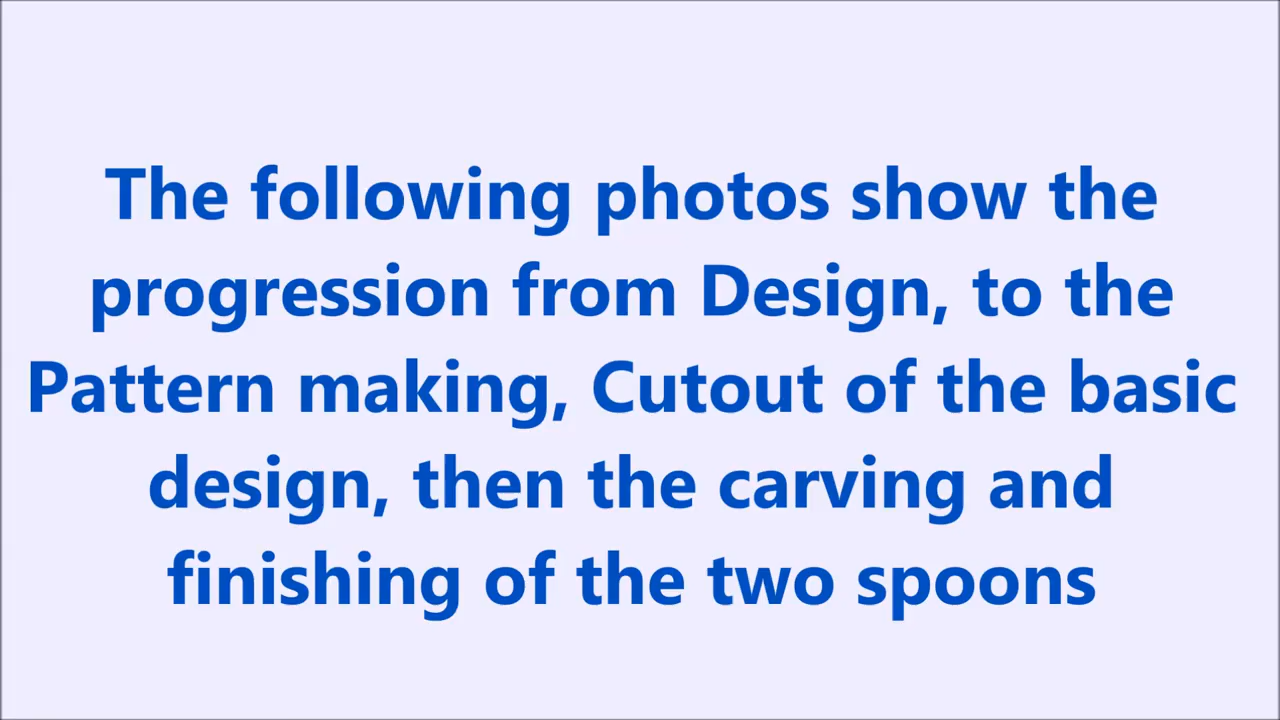 The following photos show the
progression from Design, to the
Pattern making, Cutout of the basic
design, then the carving and
finishing of the two spoons